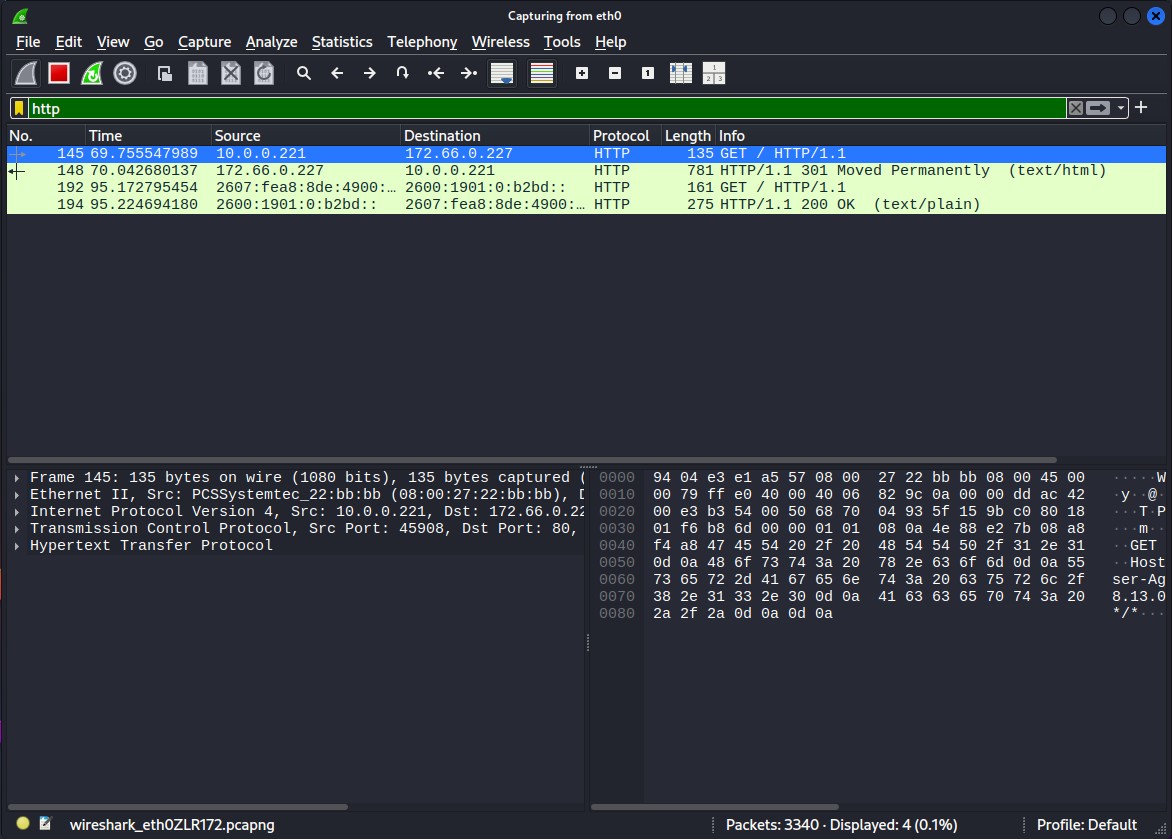 Capturing from eth0
File Edit View Go Capture Analyze Statistics Telephony Wireless Tools Help
http
No. Time Source Destination Protocol Length Info
145 69.755547989 10.0.0.221 172.66.0.227 HTTP 135 GET / HTTP/1.1
148 70.042680137 172.66.0.227 10.0.0.221 HTTP 781 HTTP/1.1 301 Moved Permanently (text/html)
192 95.172795454 2607:fea8:8de:4900:… 2600:1901:0:b2bd:: HTTP 161 GET / HTTP/1.1
194 95.224694180 2600:1901:0:b2bd:: 2607:fea8:8de:4900:… HTTP 275 HTTP/1.1 200 OK (text/plain)
Frame 145: 135 bytes on wire (1080 bits), 135 bytes captured (
Ethernet II, Src: PCSSystemtec_22:bb:bb (08:00:27:22:bb:bb), D
Internet Protocol Version 4, Src: 10.0.0.221, Dst: 172.66.0.22
Transmission Control Protocol, Src Port: 45908, Dst Port: 80,
Hypertext Transfer Protocol
0000 94 04 e3 e1 a5 57 08 00 27 22 bb bb 08 00 45 00 ·····W
0010 00 79 ff e0 40 00 40 06 82 9c 0a 00 00 dd ac 42 ·y··@·
0020 00 e3 b3 54 00 50 68 70 04 93 5f 15 9b c0 80 18 ···T·P
0030 01 f6 b8 6d 00 00 01 01 08 0a 4e 88 e2 7b 08 a8 ···m··
0040 f4 a8 47 45 54 20 2f 20 48 54 54 50 2f 31 2e 31 ··GET
0050 0d 0a 48 6f 73 74 3a 20 78 2e 63 6f 6d 0d 0a 55 ··Host
0060 73 65 72 2d 41 67 65 6e 74 3a 20 63 75 72 6c 2f ser-Ag
0070 38 2e 31 33 2e 30 0d 0a 41 63 63 65 70 74 3a 20 8.13.0
0080 2a 2f 2a 0d 0a 0d 0a */*···
wireshark_eth0ZLR172.pcapng Packets: 3340 · Displayed: 4 (0.1%) Profile: Default